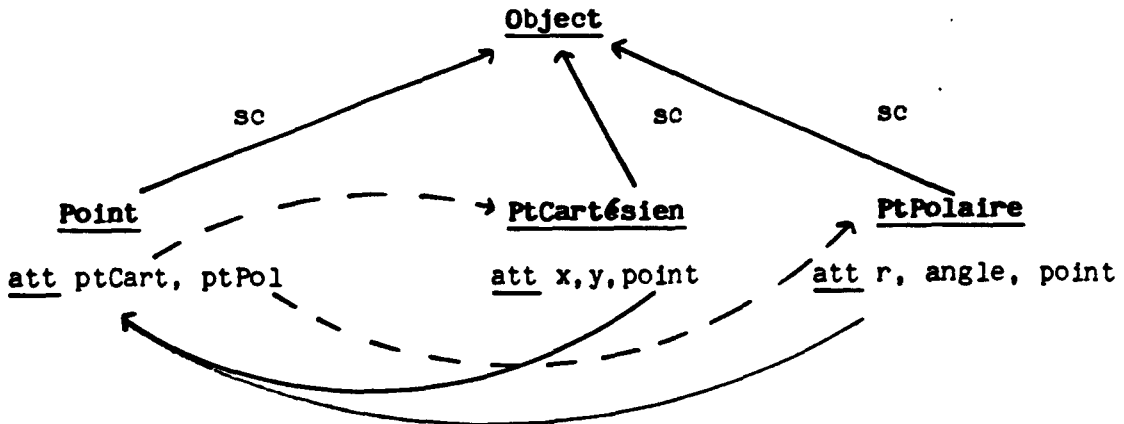 Object
sc sc sc
Point PtCartésien PtPolaire
att ptCart, ptPol att x,y,point att r, angle, point